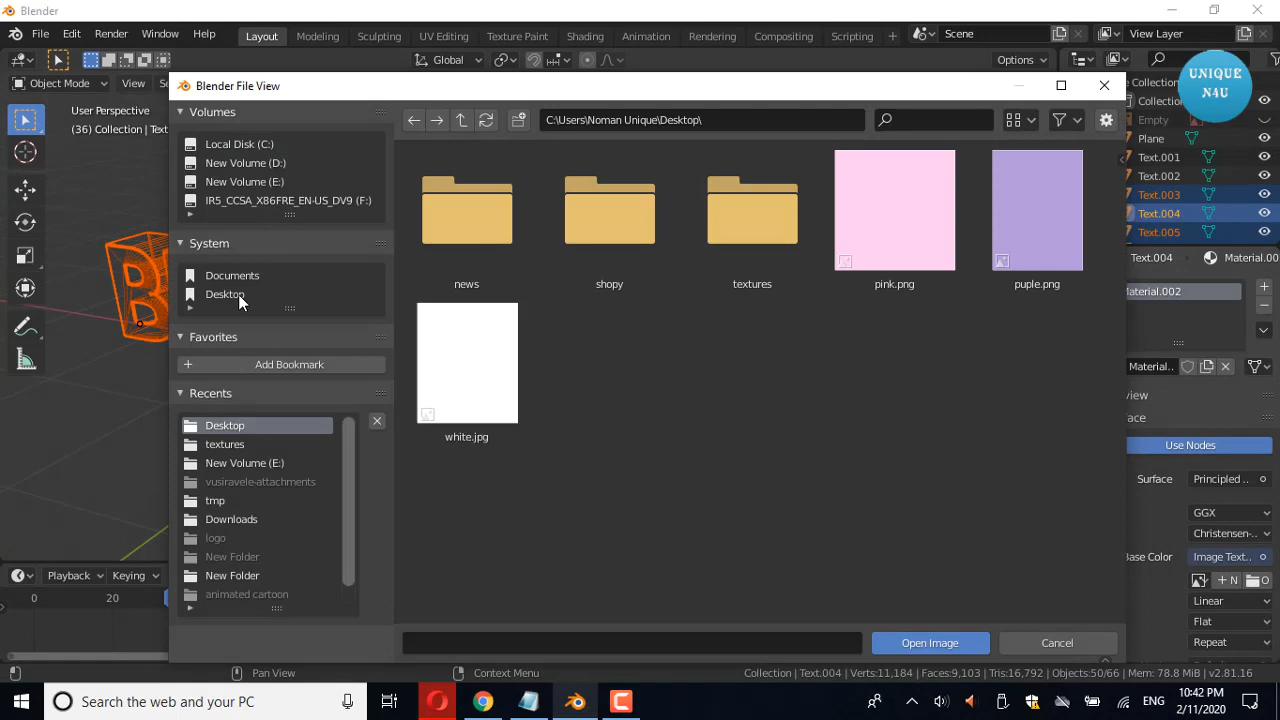 Blender
File Edit Render Window Help Layout Modeling Sculpting UV Editing Texture Paint Shading Animation Rendering Compositing Scripting + Scene View Layer
Global Options
Object Mode View
User Perspective
(36) Collection | Text
Blender File View
UNIQUE
N4U
Volumes
Local Disk (C:)
New Volume (D:)
New Volume (E:)
IR5_CCSA_X86FRE_EN-US_DV9 (F:)
System
Documents
Desktop
Favorites
Add Bookmark
Recents
Desktop
textures
New Volume (E:)
vusiravele-attachments
tmp
Downloads
logo
New Folder
New Folder
animated cartoon
C:\Users\Noman Unique\Desktop\
news shopy textures pink.png puple.png
white.jpg
Open Image Cancel
Collection
Empty
Plane
Text.001
Text.002
Text.003
Text.004
Text.005
Text.004 Material.00
Material.002
Material..
view
face
Use Nodes
Surface Principled ..
GGX
Christensen-..
Base Color Image Text..
+ N O
Linear
Flat
Repeat
Playback Keying
0 20
Pan View Context Menu Collection | Text.004 | Verts:11,184 | Faces:9,103 | Tris:16,792 | Objects:50/66 | Mem: 78.8 MiB | v2.81.16
Search the web and your PC
ENG
10:42 PM
2/11/2020